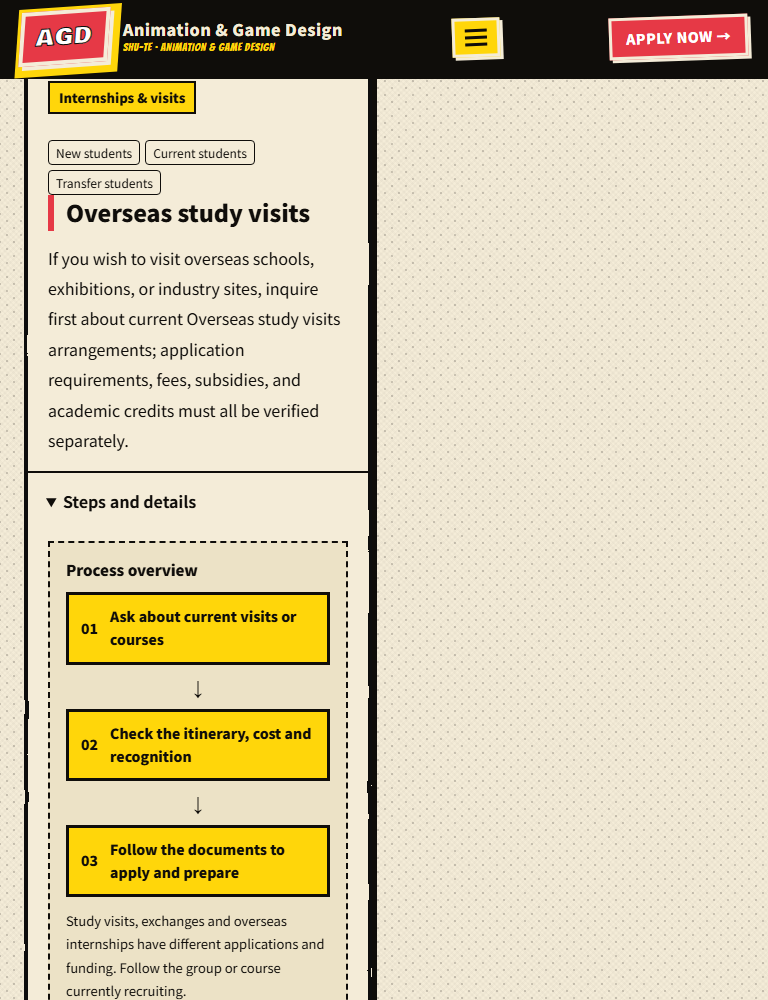 AGD
Animation & Game Design
SHU-TE · ANIMATION & GAME DESIGN
APPLY NOW →
Internships & visits
New students
Current students
Transfer students
Overseas study visits
If you wish to visit overseas schools,
exhibitions, or industry sites, inquire
first about current Overseas study visits
arrangements; application
requirements, fees, subsidies, and
academic credits must all be verified
separately.
▼ Steps and details
Process overview
01 Ask about current visits or
courses
↓
02 Check the itinerary, cost and
recognition
↓
03 Follow the documents to
apply and prepare
Study visits, exchanges and overseas
internships have different applications and
funding. Follow the group or course
currently recruiting.